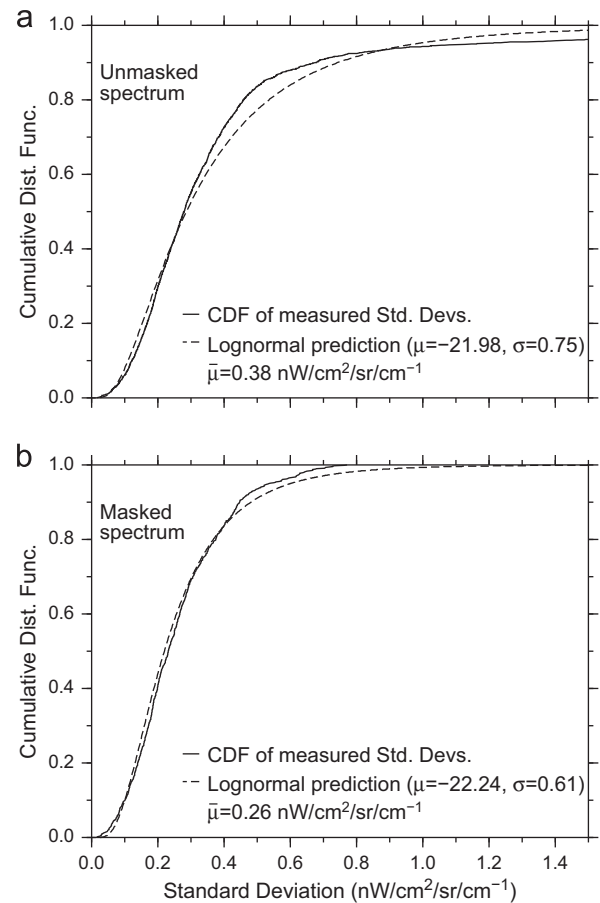 a
1.0
0.8
0.6
0.4
0.2
0.0
Cumulative Dist. Func.
Unmasked
spectrum
CDF of measured Std. Devs.
Lognormal prediction (μ=−21.98, σ=0.75)
μ̄=0.38 nW/cm²/sr/cm⁻¹
b
1.0
0.8
0.6
0.4
0.2
0.0
Cumulative Dist. Func.
Masked
spectrum
CDF of measured Std. Devs.
Lognormal prediction (μ=−22.24, σ=0.61)
μ̄=0.26 nW/cm²/sr/cm⁻¹
0.0 0.2 0.4 0.6 0.8 1.0 1.2 1.4
Standard Deviation (nW/cm²/sr/cm⁻¹)